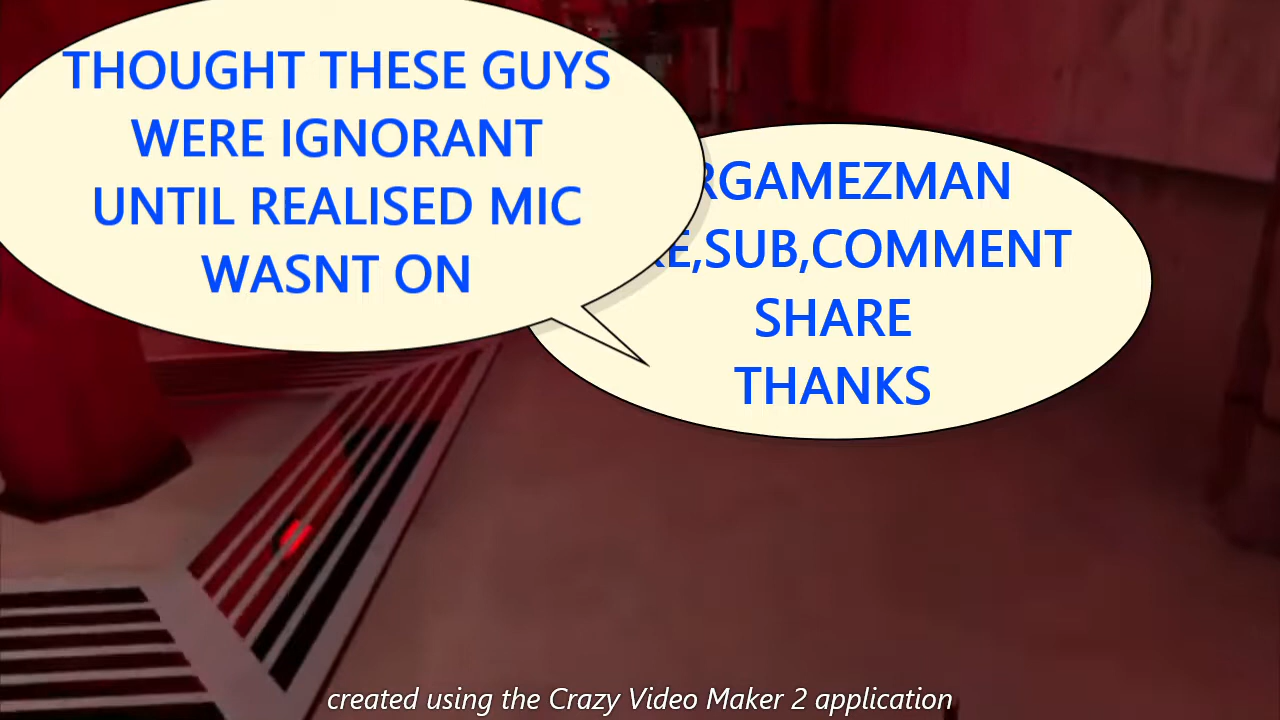 THOUGHT THESE GUYS
WERE IGNORANT
UNTIL REALISED MIC
WASNT ON
RGAMEZMAN
E,SUB,COMMENT
SHARE
THANKS
created using the Crazy Video Maker 2 application